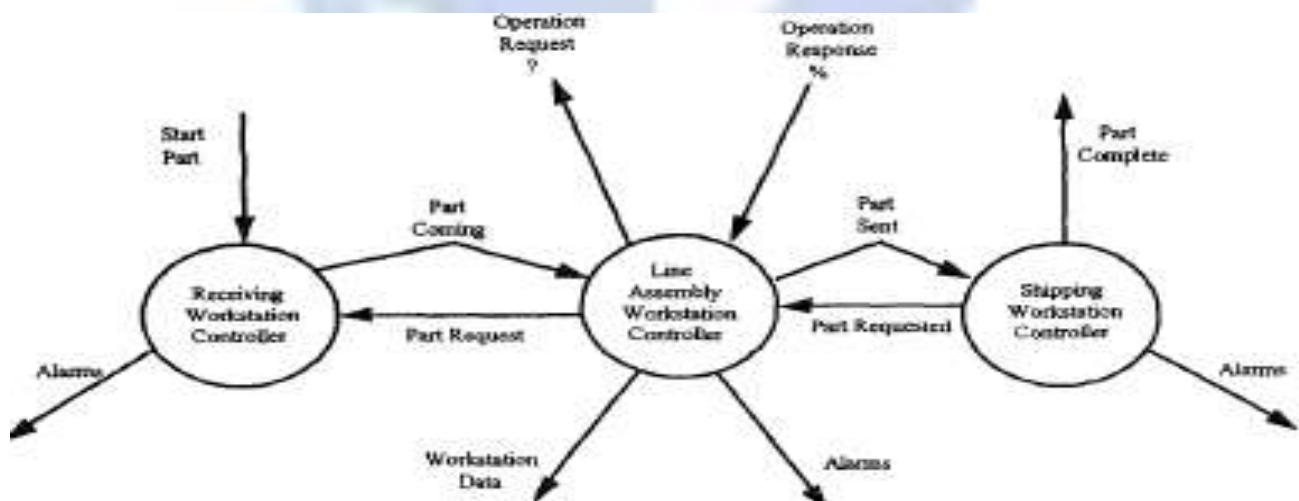 Operation
Request
?
Operation
Response
%
Start
Part
Part
Complete
Part
Coming
Part
Sent
Receiving
Workstation
Controller
Line
Assembly
Workstation
Controller
Shipping
Workstation
Controller
Part Request
Part Requested
Alarms
Alarms
Workstation
Data
Alarms